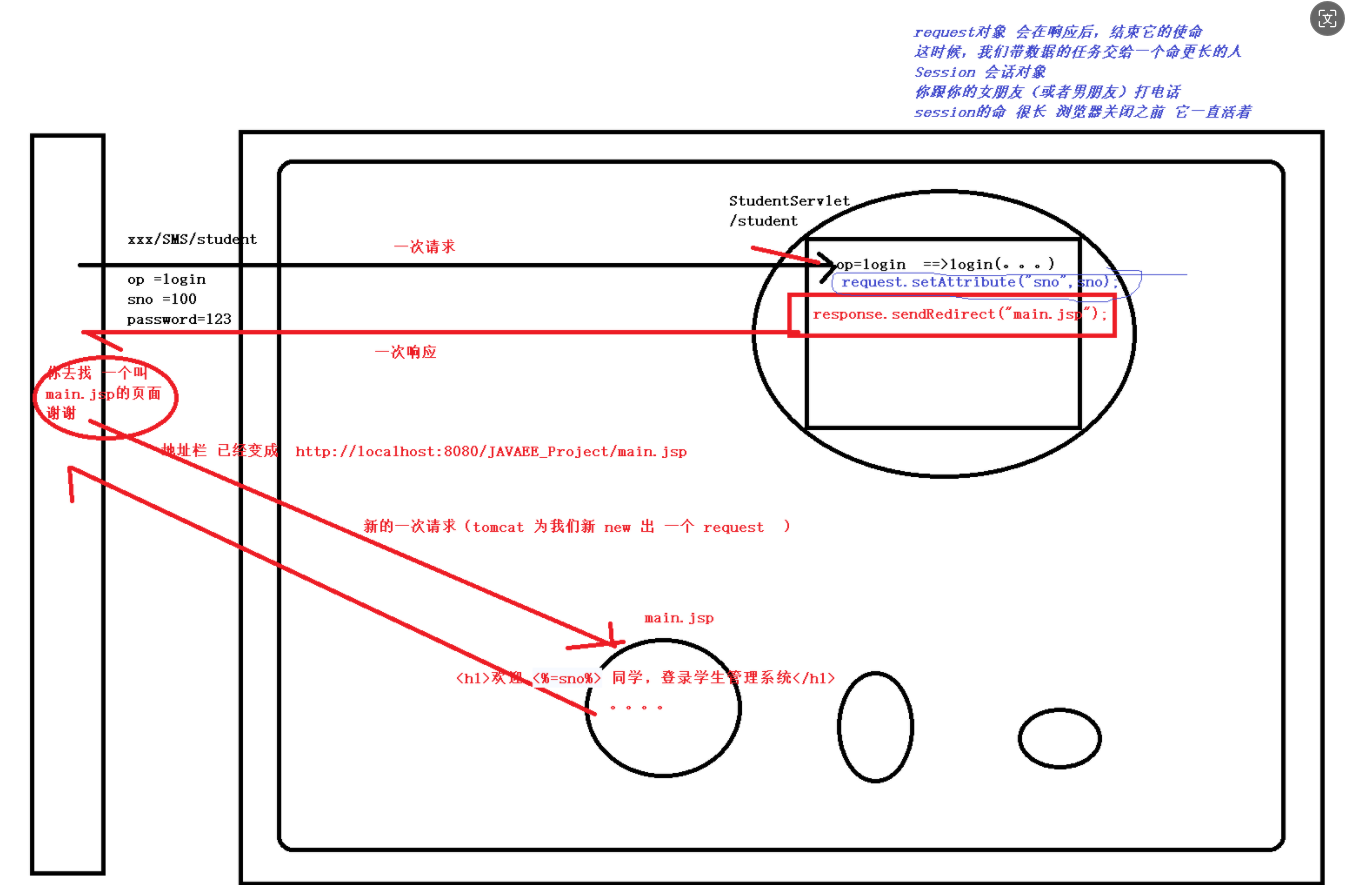 request对象 会在响应后，结束它的使命
这时候，我们带数据的任务交给一个命更长的人
Session 会话对象
你跟你的女朋友（或者男朋友）打电话
session的命 很长 浏览器关闭之前 它一直活着
StudentServlet
/student
xxx/SMS/student
一次请求
op=login ==>login(。。。)
op =login
request.setAttribute("sno",sno);
sno =100
response.sendRedirect("main.jsp");
password=123
一次响应
你去找 一个叫
main.jsp的页面
谢谢
地址栏 已经变成 http://localhost:8080/JAVAEE_Project/main.jsp
新的一次请求（tomcat 为我们新 new 出 一个 request ）
main.jsp
<h1>欢迎 <%=sno%> 同学，登录学生管理系统</h1>
。。。。
文